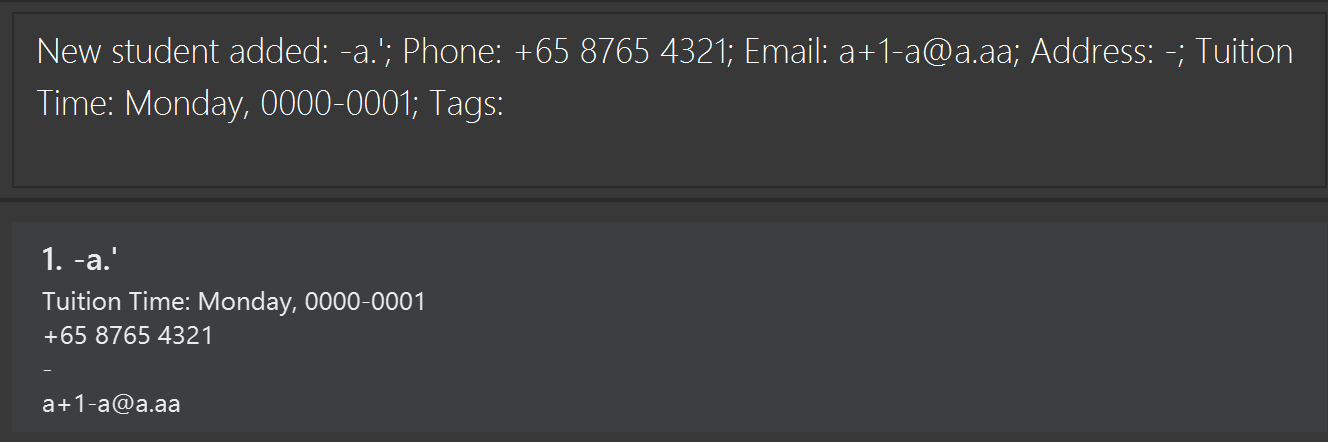 New student added: -a.'; Phone: +65 8765 4321; Email: a+1-a@a.aa; Address: -; Tuition
Time: Monday, 0000-0001; Tags:
1. -a.'
Tuition Time: Monday, 0000-0001
+65 8765 4321
-
a+1-a@a.aa